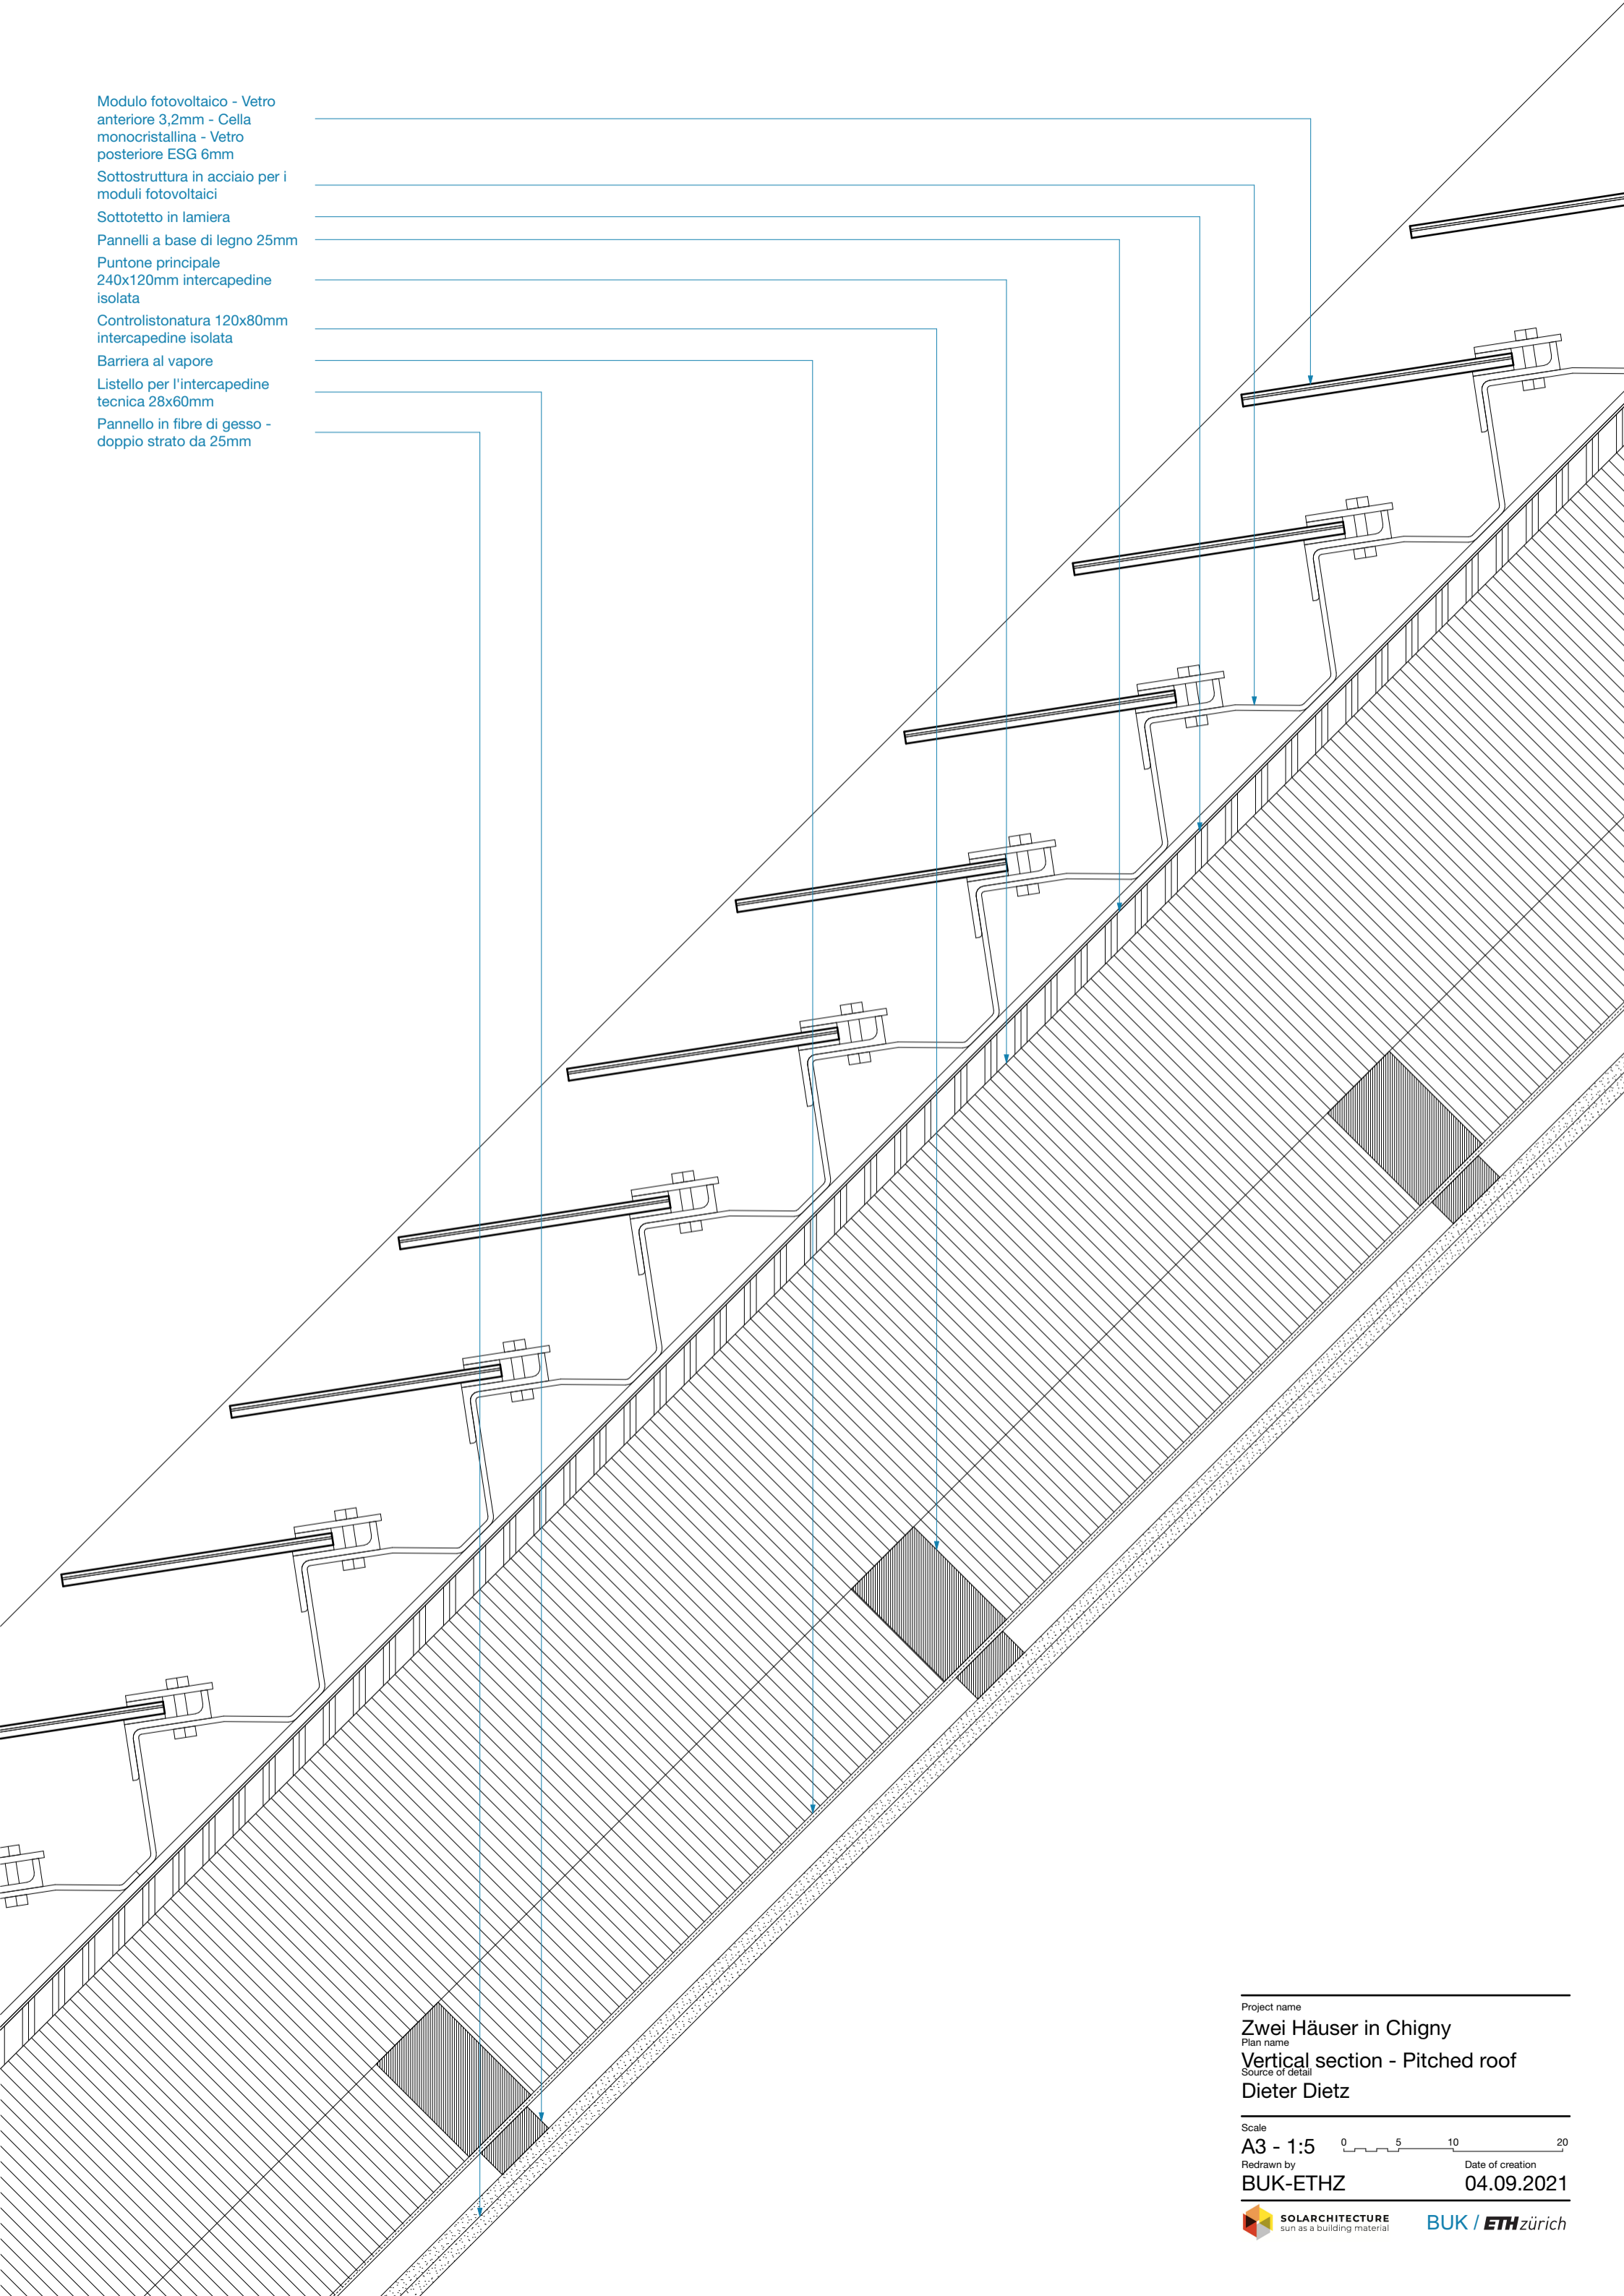 Modulo fotovoltaico - Vetro
anteriore 3,2mm - Cella
monocristallina - Vetro
posteriore ESG 6mm
Sottostruttura in acciaio per i
moduli fotovoltaici
Sottotetto in lamiera
Pannelli a base di legno 25mm
Puntone principale
240x120mm intercapedine
isolata
Controlistonatura 120x80mm
intercapedine isolata
Barriera al vapore
Listello per l'intercapedine
tecnica 28x60mm
Pannello in fibre di gesso -
doppio strato da 25mm
Project name
Zwei Häuser in Chigny
Plan name
Vertical section - Pitched roof
Source of detail
Dieter Dietz
Scale
A3 - 1:5 0 5 10 20
Redrawn by Date of creation
BUK-ETHZ 04.09.2021
SOLARCHITECTURE
sun as a building material
BUK / ETH zürich